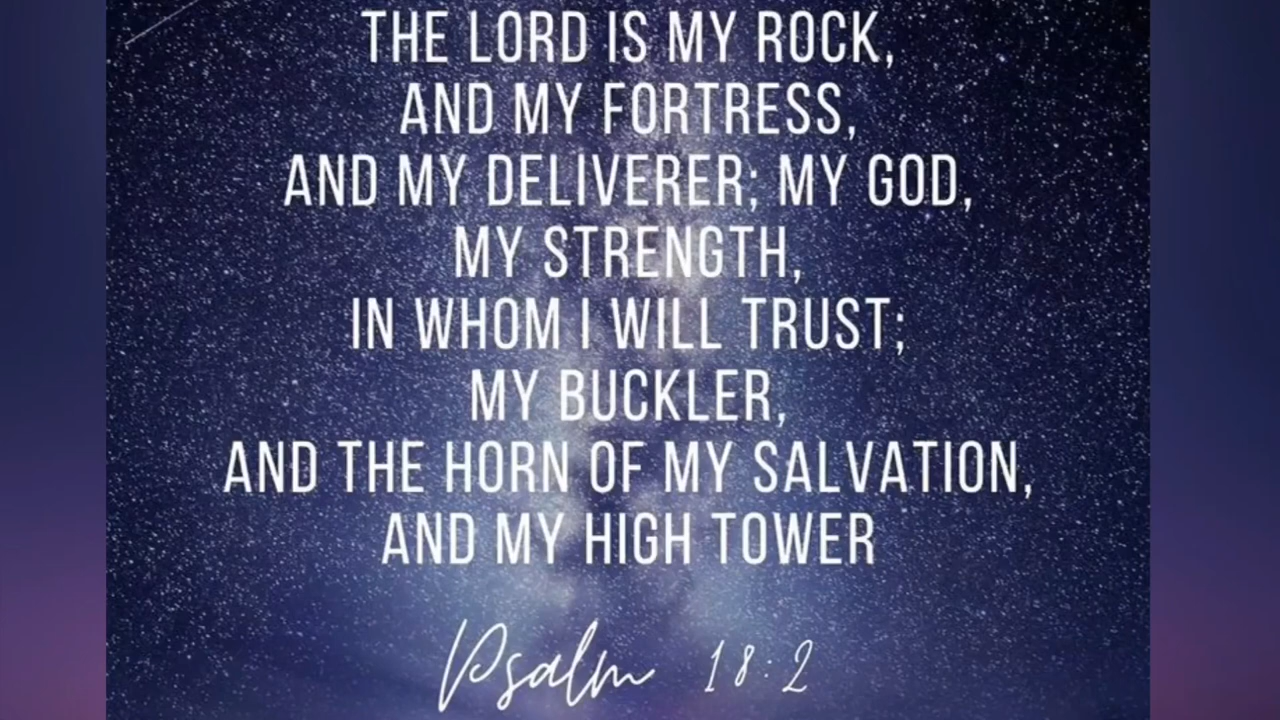 THE LORD IS MY ROCK,
AND MY FORTRESS,
AND MY DELIVERER; MY GOD,
MY STRENGTH,
IN WHOM I WILL TRUST;
MY BUCKLER,
AND THE HORN OF MY SALVATION,
AND MY HIGH TOWER
Psalm 18:2